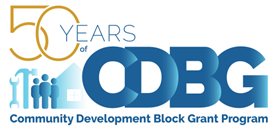 50 YEARS
of
CDBG
Community Development Block Grant Program